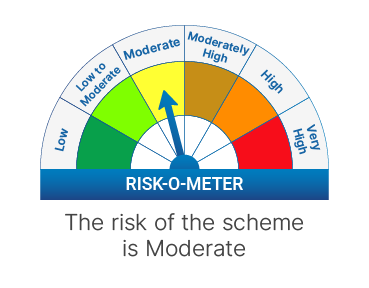 Low
Low to
Moderate
Moderate
Moderately
High
High
Very
High
RISK-O-METER
The risk of the scheme
is Moderate